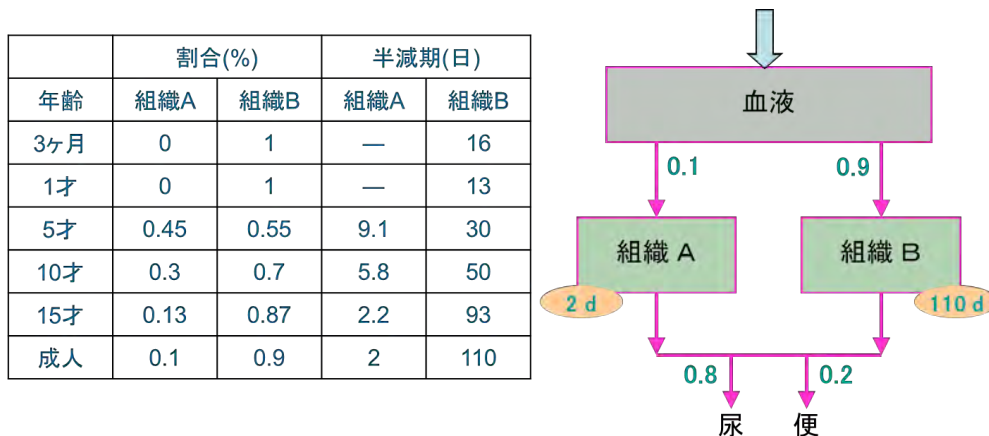 割合(%) 半減期(日)
年齢 組織A 組織B 組織A 組織B
3ヶ月 0 1 — 16
1才 0 1 — 13
5才 0.45 0.55 9.1 30
10才 0.3 0.7 5.8 50
15才 0.13 0.87 2.2 93
成人 0.1 0.9 2 110
血液
0.1 0.9
組織 A 組織 B
2 d 110 d
0.8 0.2
尿 便